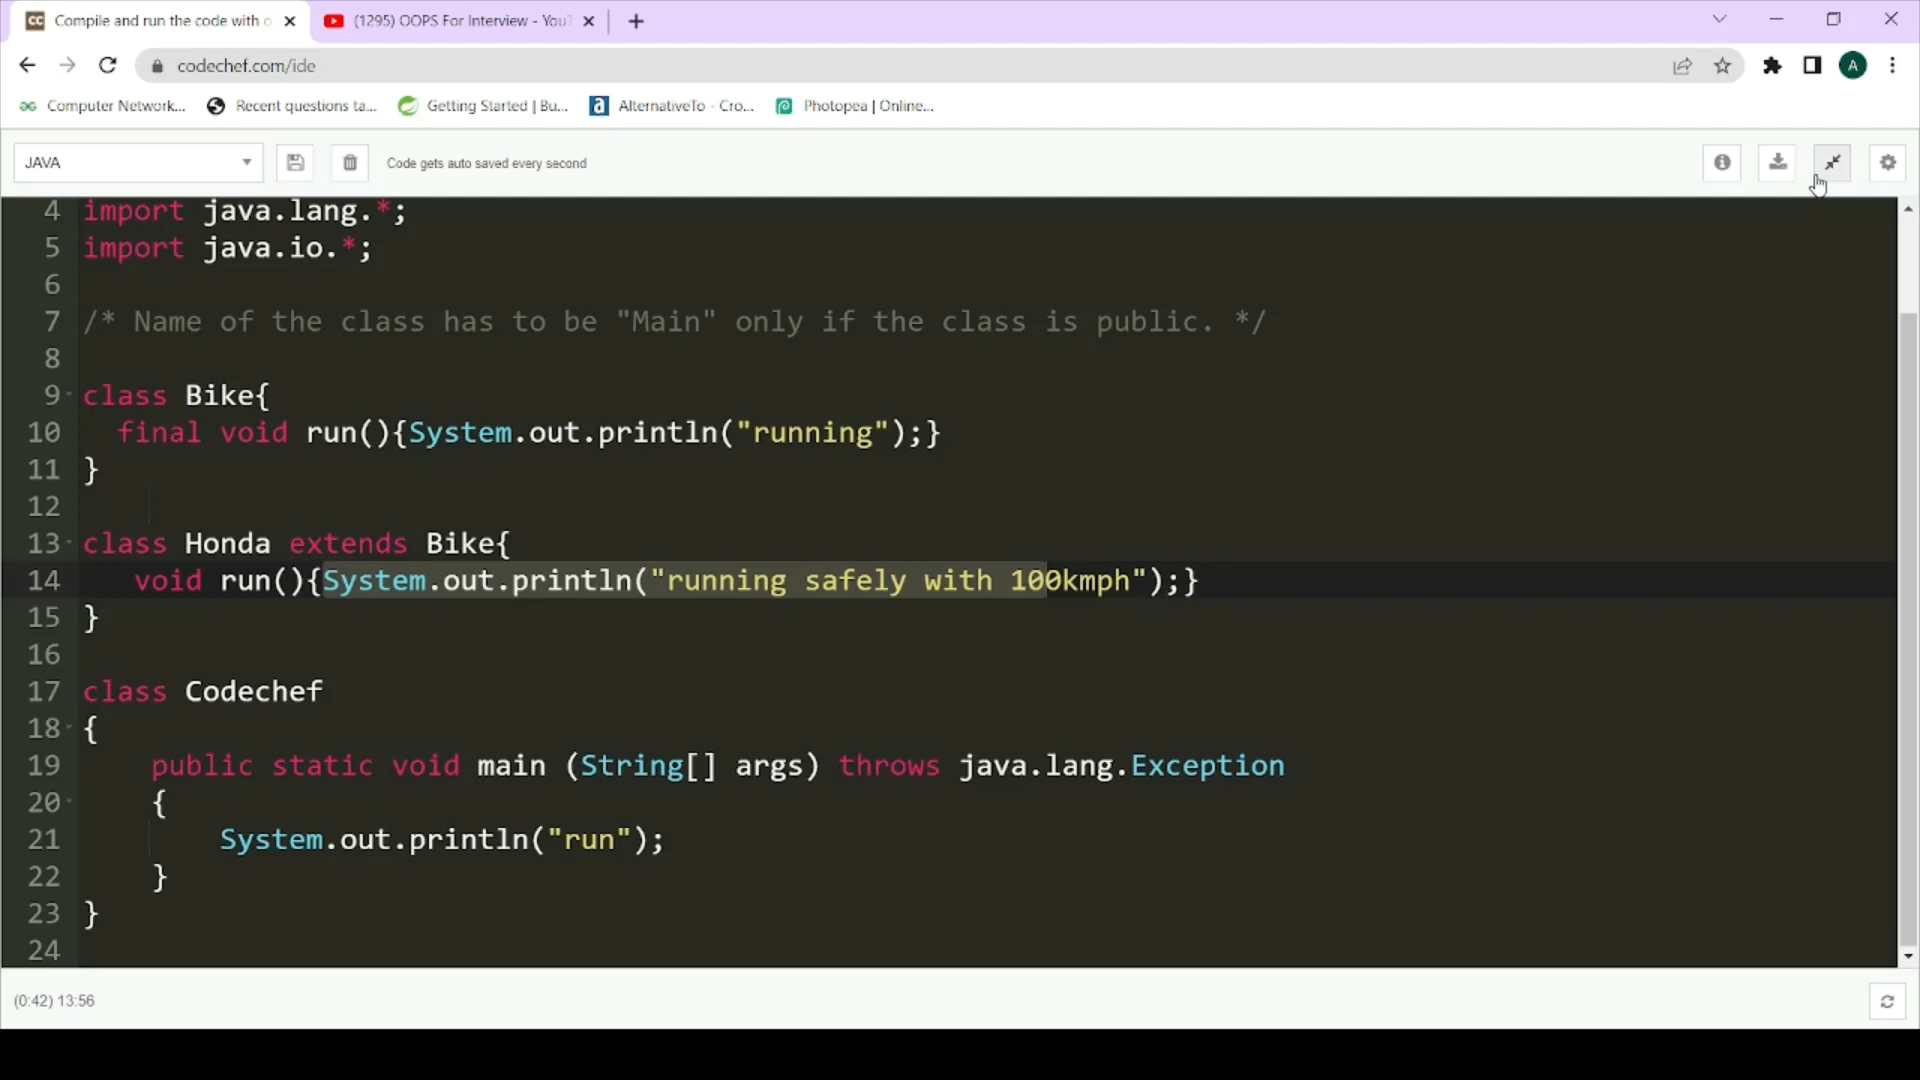 CC Compile and run the code with o
(1295) OOPS For Interview - You
codechef.com/ide
A
Computer Network...
Recent questions ta...
Getting Started | Bu...
a AlternativeTo - Cro...
Photopea | Online...
JAVA
Code gets auto saved every second
4 import java.lang.*;
5 import java.io.*;
6
7 /* Name of the class has to be "Main" only if the class is public. */
8
9 class Bike{
10 final void run(){System.out.println("running");}
11 }
12
13 class Honda extends Bike{
14 void run(){System.out.println("running safely with 100kmph");}
15 }
16
17 class Codechef
18 {
19 public static void main (String[] args) throws java.lang.Exception
20 {
21 System.out.println("run");
22 }
23 }
24
(0:42) 13:56